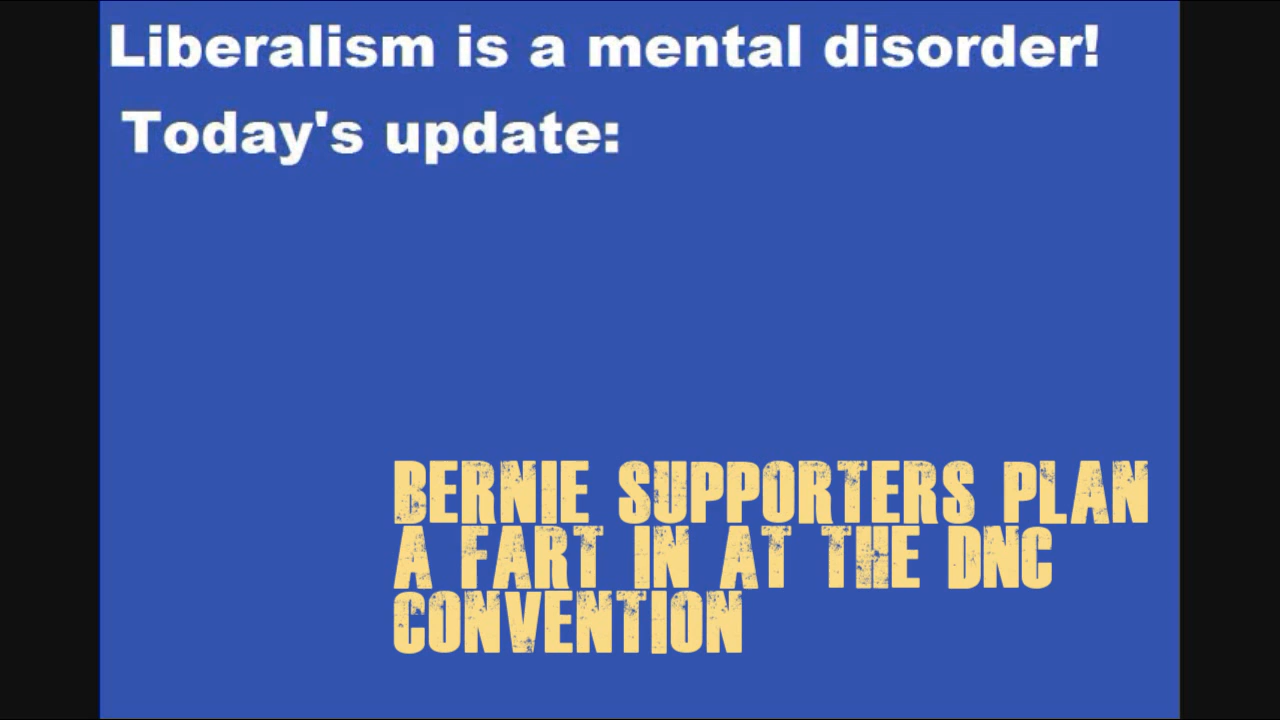 Liberalism is a mental disorder!
Today's update:
BERNIE SUPPORTERS PLAN
A FART IN AT THE DNC
CONVENTION